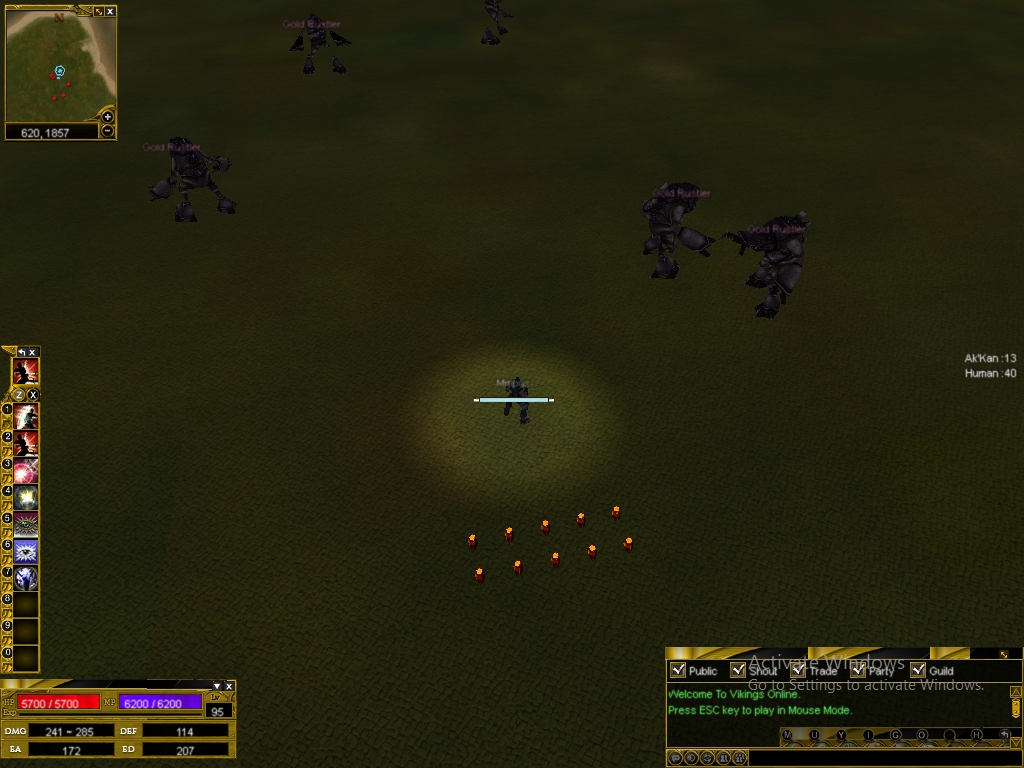 N
X
Gold Rustler
620, 1857
Gold Rustler
Gold Rustler
Gold Rustler
Ak'Kan :13
Human :40
X
Z X
1
2
3
4
5
6
7
8
9
0
X
HP 5700 / 5700 MP 6200 / 6200 Lv
Exp 95
DMG 241 ~ 285 DEF 114
EA 172 ED 207
Public Shout Trade Party Guild
Activate Windows
Go to Settings to activate Windows.
Welcome To Vikings Online.
Press ESC key to play in Mouse Mode.
M U Y I G O H